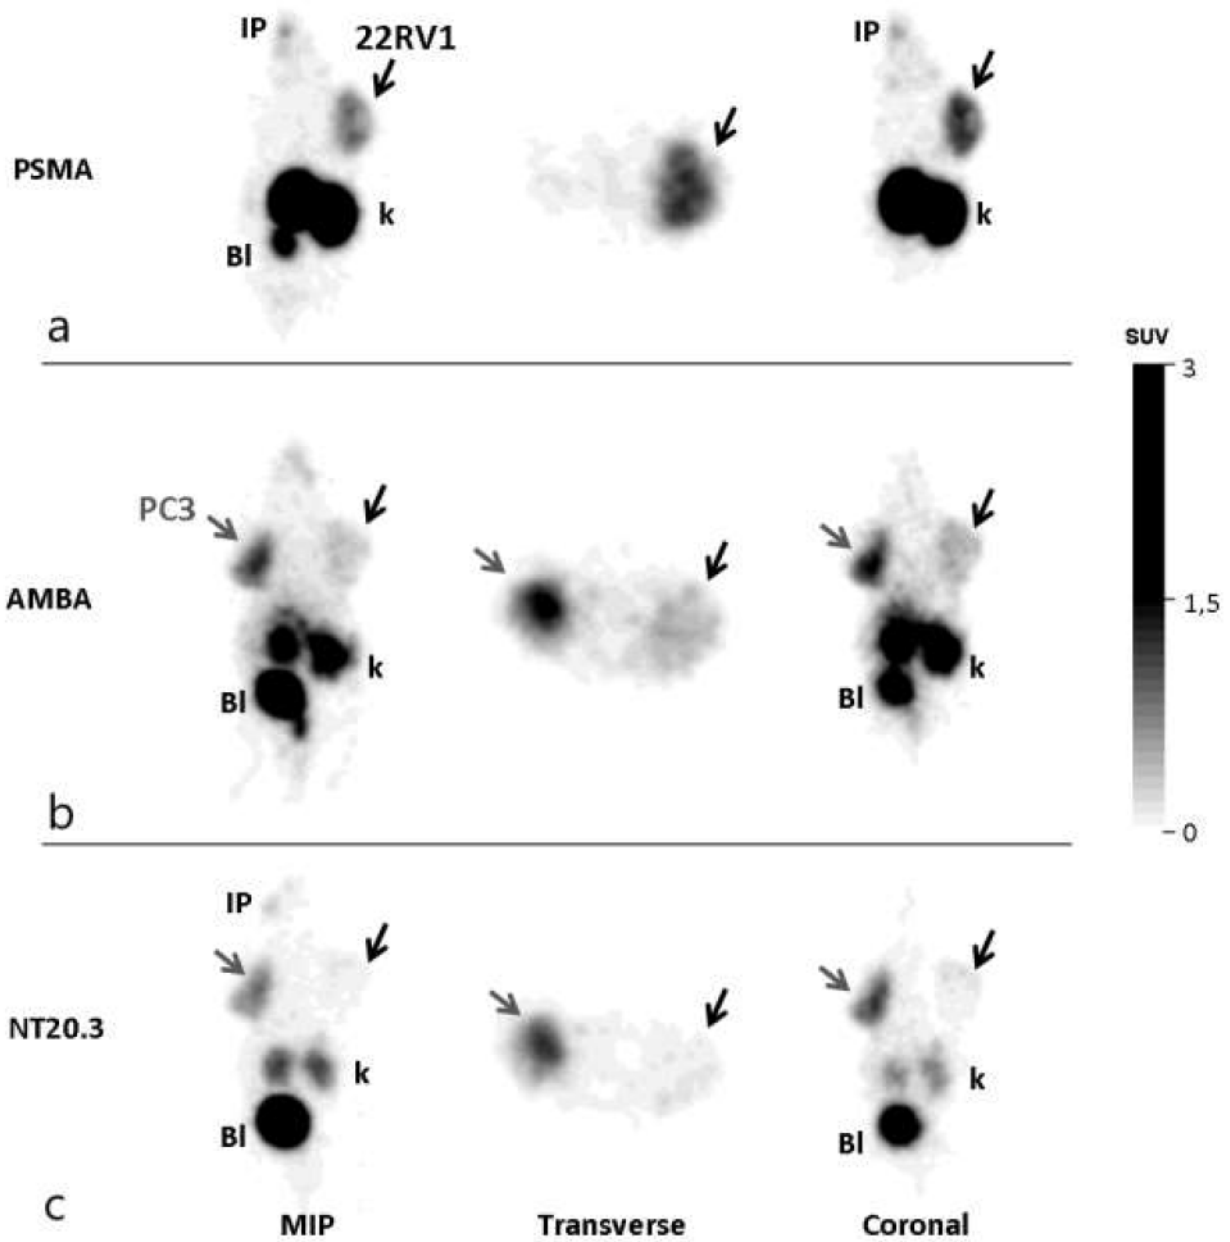 IP
22RV1
IP
PSMA
k
k
Bl
a
SUV
3
PC3
AMBA
1,5
k
k
Bl
Bl
b
0
IP
NT20.3
k
k
Bl
Bl
c
MIP
Transverse
Coronal